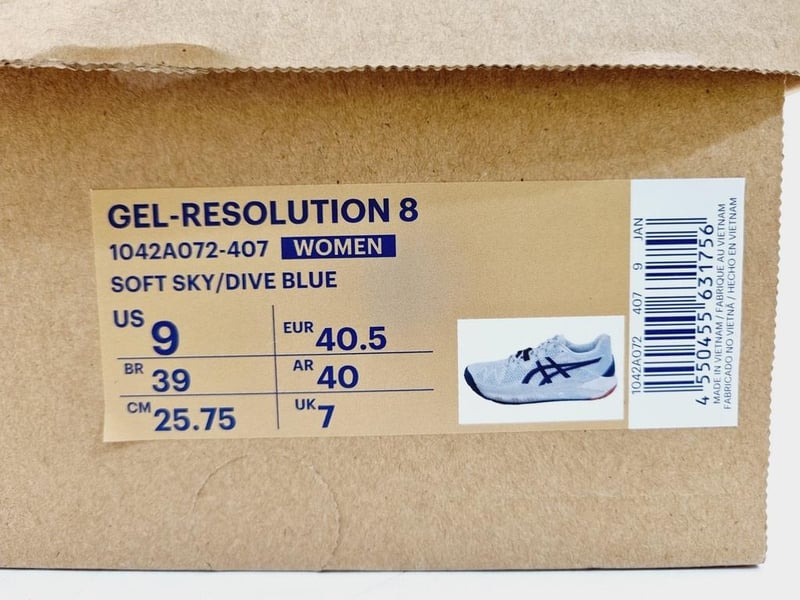 GEL-RESOLUTION 8
1042A072-407 WOMEN
SOFT SKY/DIVE BLUE
US 9 EUR 40.5
BR 39 AR 40
CM 25.75 UK 7
1042A072 407 9 JAN
4 550455 631756
MADE IN VIETNAM / FABRIQUE AU VIETNAM
FABRICADO NO VIETNÃ / HECHO EN VIETNAM